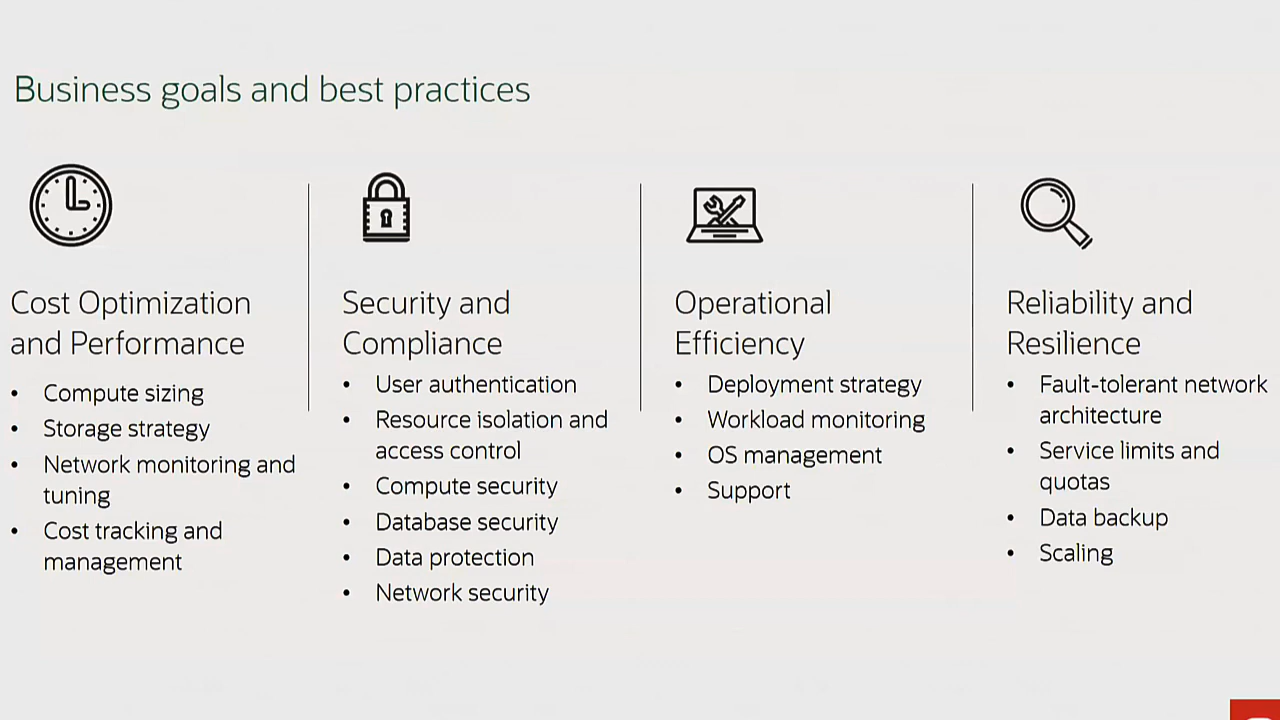 Business goals and best practices
Cost Optimization
and Performance
• Compute sizing
• Storage strategy
• Network monitoring and
tuning
• Cost tracking and
management
Security and
Compliance
• User authentication
• Resource isolation and
access control
• Compute security
• Database security
• Data protection
• Network security
Operational
Efficiency
• Deployment strategy
• Workload monitoring
• OS management
• Support
Reliability and
Resilience
• Fault-tolerant network
architecture
• Service limits and
quotas
• Data backup
• Scaling